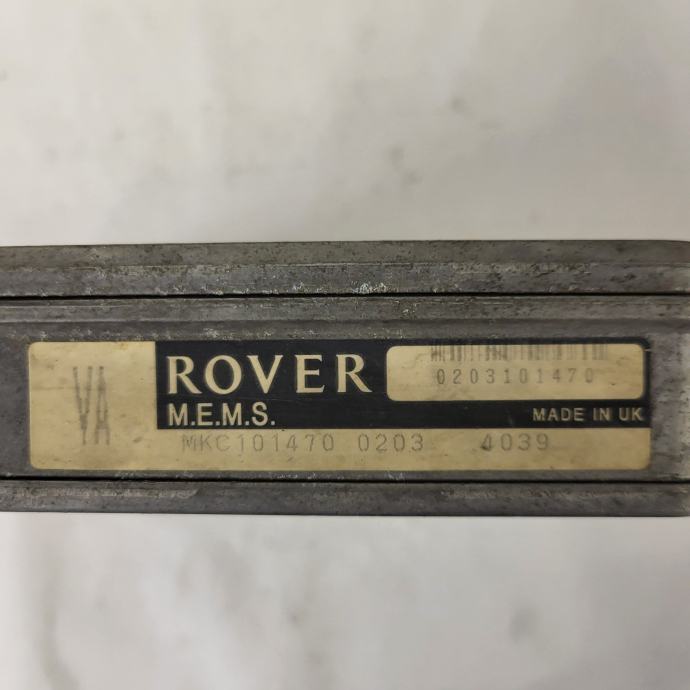 VA
ROVER
0203101470
M.E.M.S.
MADE IN UK
MKC101470 0203 4039